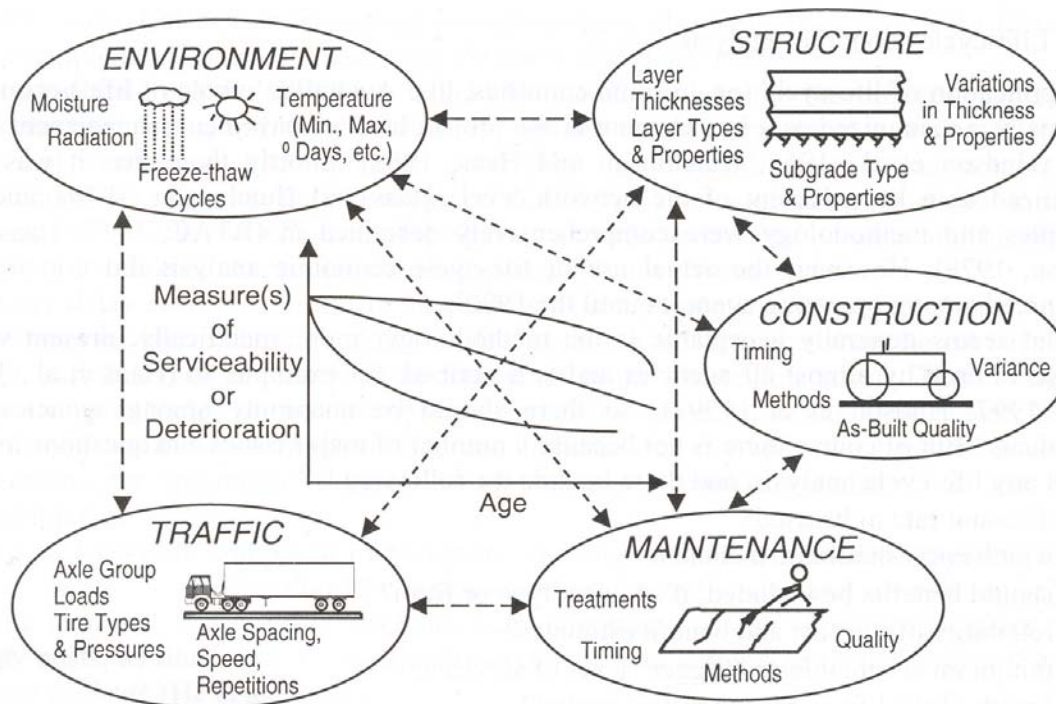 ENVIRONMENT
Moisture
Radiation
Temperature
(Min., Max,
0 Days, etc.)
Freeze-thaw
Cycles
STRUCTURE
Layer
Thicknesses
Layer Types
& Properties
Variations
in Thickness
& Properties
Subgrade Type
& Properties
Measure(s)
of
Serviceability
or
Deterioration
Age
CONSTRUCTION
Timing
Methods
Variance
As-Built Quality
TRAFFIC
Axle Group
Loads
Tire Types
& Pressures
Axle Spacing,
Speed,
Repetitions
MAINTENANCE
Treatments
Timing
Quality
Methods